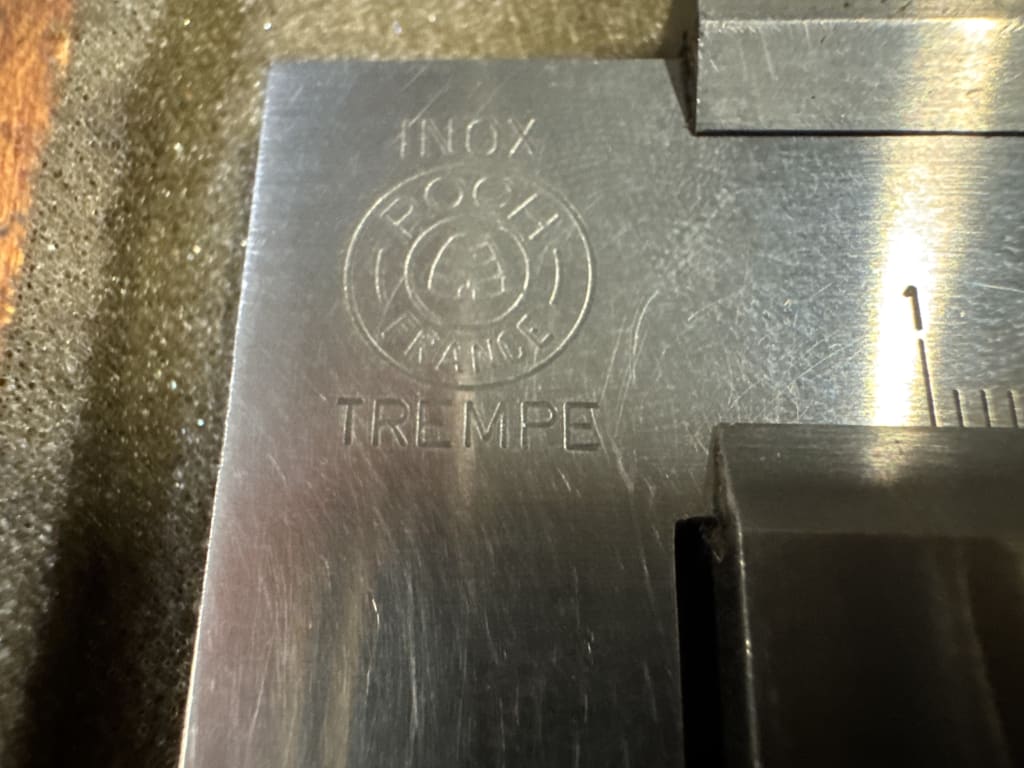 INOX
ROCH
FRANCE
TREMPE
1